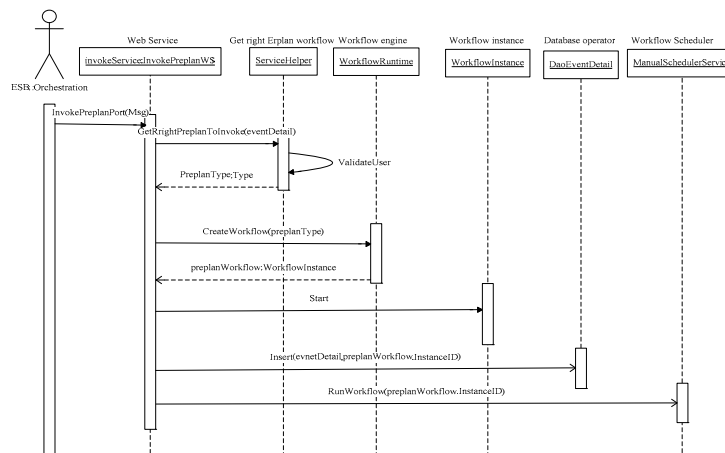 Web Service
Get right Erplan workflow
Workflow engine
Workflow instance
Database operator
Workflow Scheduler
invokeService:InvokePreplanWS
ServiceHelper
WorkflowRuntime
WorkflowInstance
DaoEventDetail
ManualSchedulerServic
ESB::Orchestration
InvokePreplanPort(Msg)
GetRrightPreplanToInvoke(eventDetail)
ValidateUser
PreplanType:Type
CreateWorkflow(preplanType)
preplanWorkflow:WorkflowInstance
Start
Insert(evnetDetail,preplanWorkflow.InstanceID)
RunWorkflow(preplanWorkflow.InstanceID)